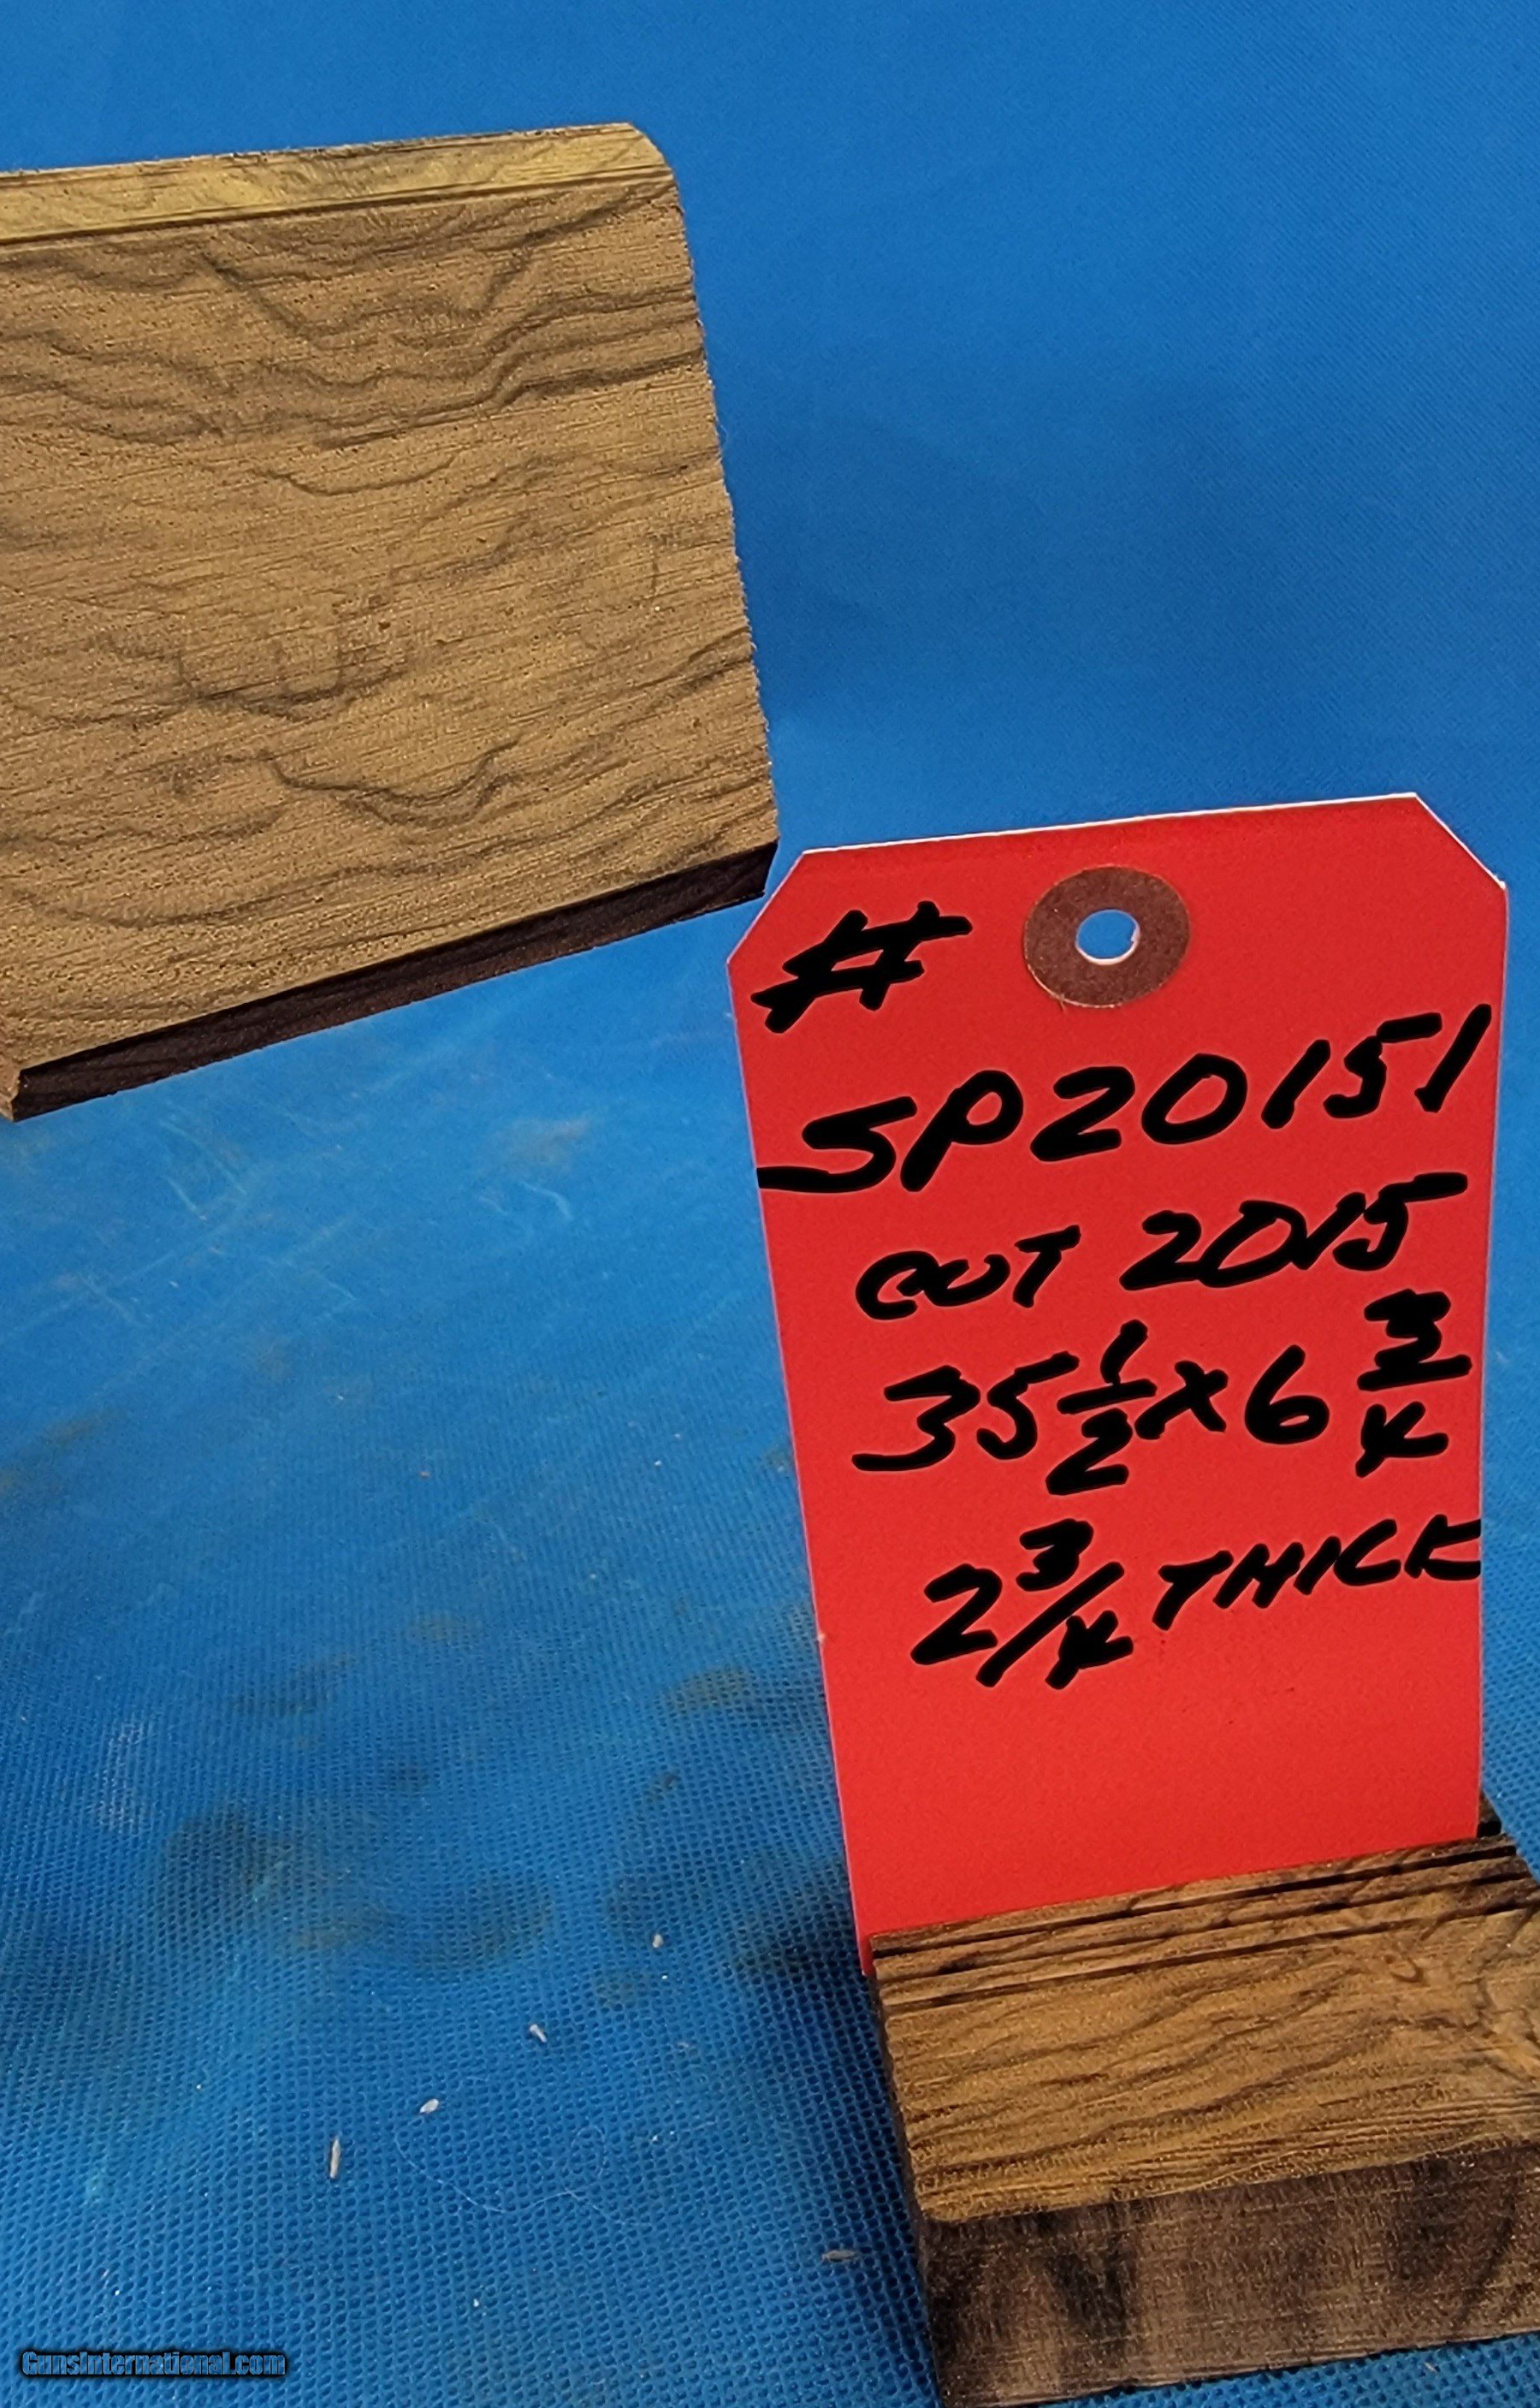 #
SP20151
CUT 2015
35 1/2 x 6 3/4
2 3/4 THICK
GunsInternational.com